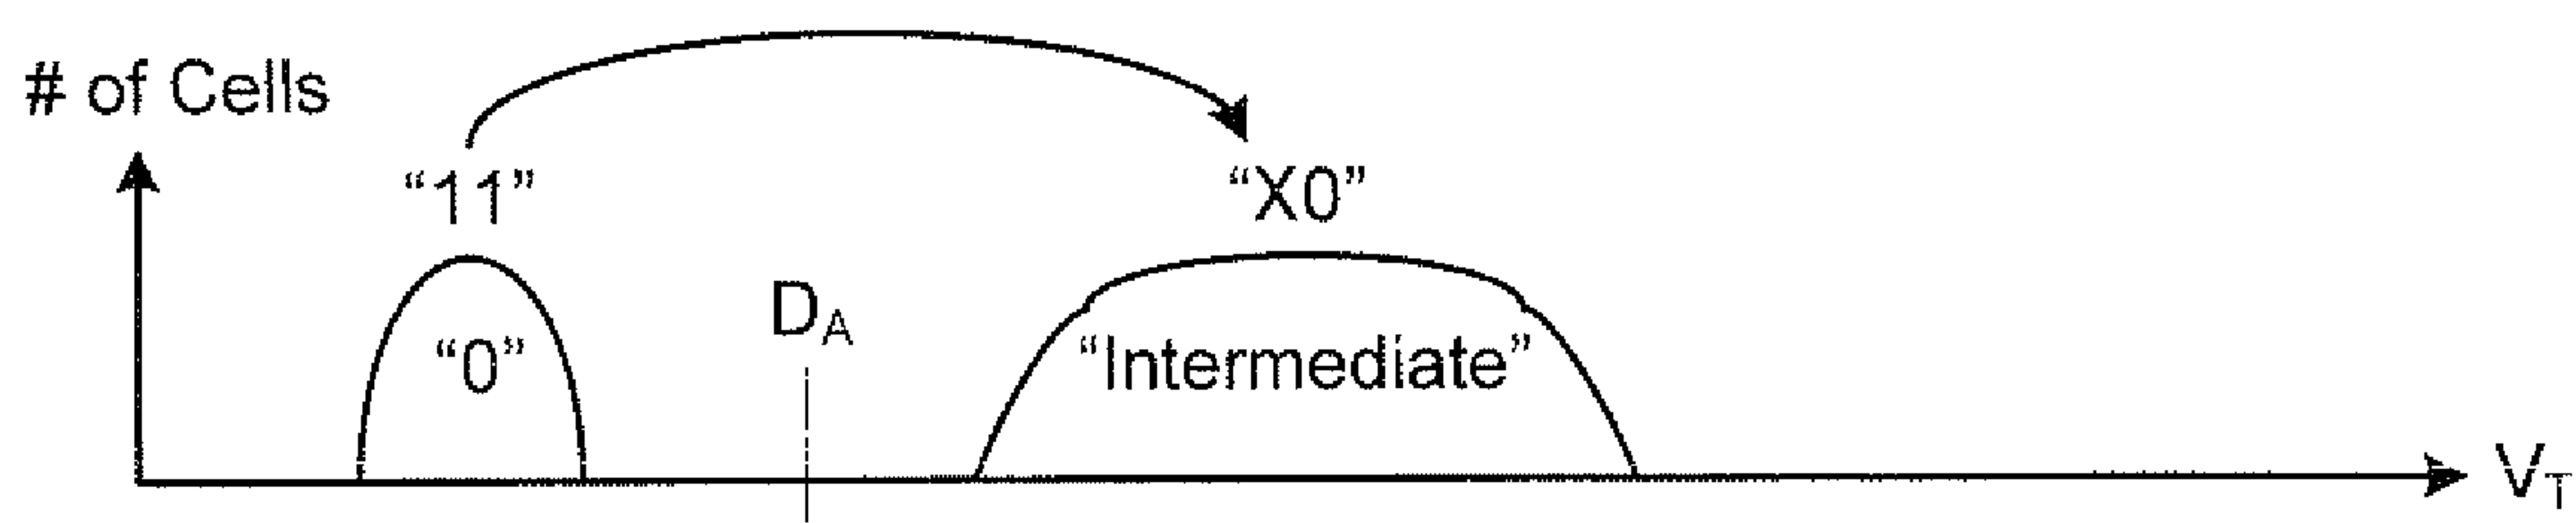 # of Cells
“11”
“X0”
“0”
DA
“Intermediate”
VT